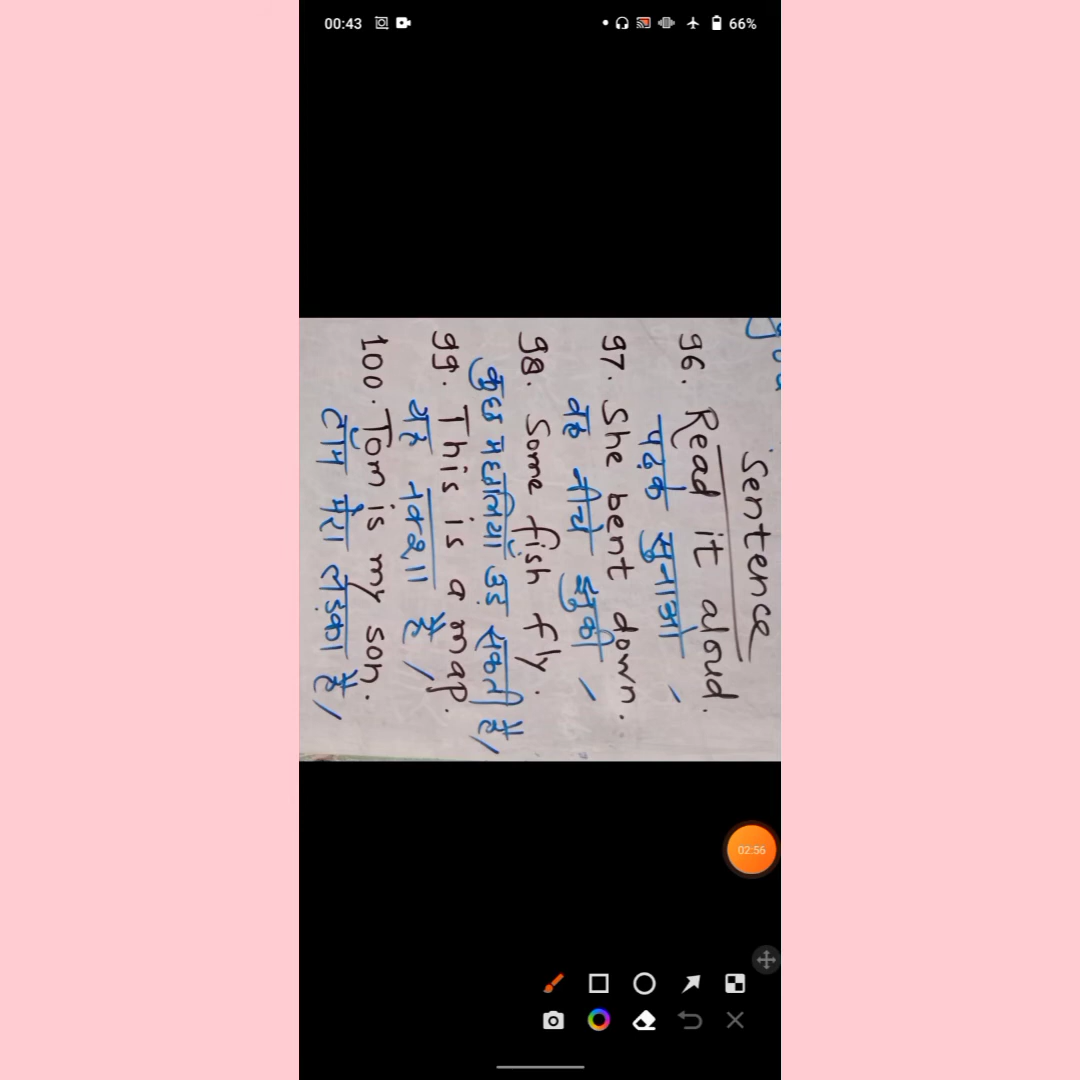 00:43
66%
Sentence
96. Read it aloud.
पढ़के सुनाओ /
97. She bent down.
वह नीचे झुकी /
98. Some fish fly.
कुछ मछलियाँ उड़ सकती हैं /
99. This is a map.
यह नक्शा है /
100. Tom is my son.
टॉम मेरा लड़का है /
02:56